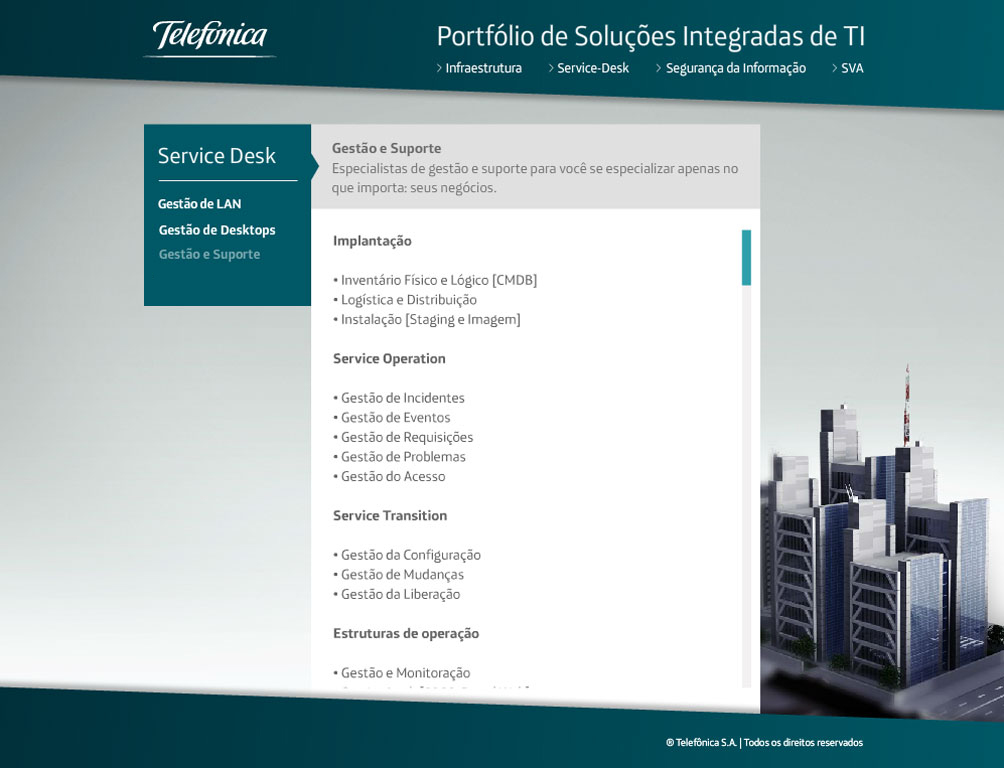 Telefónica
Portfólio de Soluções Integradas de TI
Infraestrutura
Service-Desk
Segurança da Informação
SVA
Service Desk
Gestão de LAN
Gestão de Desktops
Gestão e Suporte
Gestão e Suporte
Especialistas de gestão e suporte para você se especializar apenas no
que importa: seus negócios.
Implantação
• Inventário Físico e Lógico [CMDB]
• Logística e Distribuição
• Instalação [Staging e Imagem]
Service Operation
• Gestão de Incidentes
• Gestão de Eventos
• Gestão de Requisições
• Gestão de Problemas
• Gestão do Acesso
Service Transition
• Gestão da Configuração
• Gestão de Mudanças
• Gestão da Liberação
Estruturas de operação
• Gestão e Monitoração
® Telefônica S.A. | Todos os direitos reservados